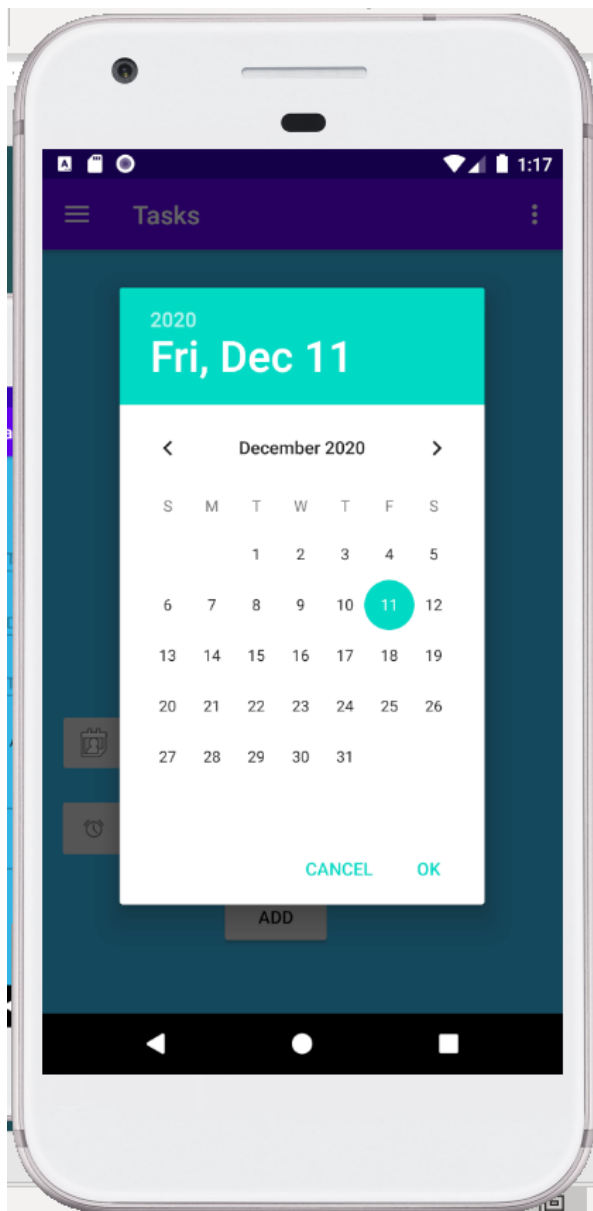 1:17
Tasks
2020
Fri, Dec 11
December 2020
S M T W T F S
1 2 3 4 5
6 7 8 9 10 11 12
13 14 15 16 17 18 19
20 21 22 23 24 25 26
27 28 29 30 31
CANCEL OK
ADD